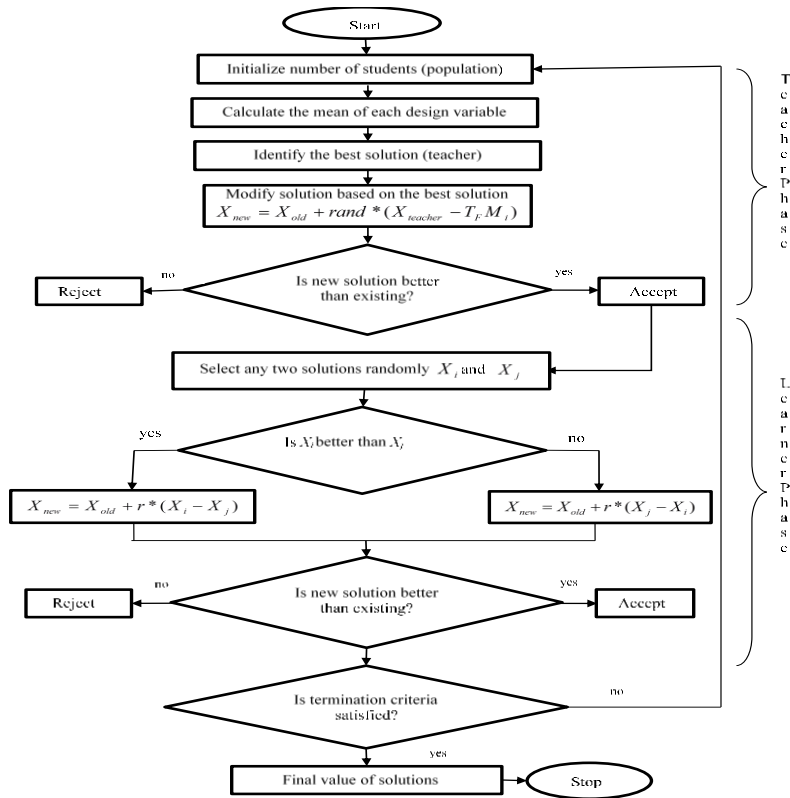 Start
Initialize number of students (population)
Calculate the mean of each design variable
Identify the best solution (teacher)
Modify solution based on the best solution
X_new = X_old + rand * (X_teacher − T_F M_i)
Is new solution better
than existing?
no
yes
Reject
Accept
Select any two solutions randomly X_i and X_j
Is X_i better than X_j
yes
no
X_new = X_old + r * (X_i − X_j)
X_new = X_old + r * (X_j − X_i)
Is new solution better
than existing?
no
yes
Reject
Accept
Is termination criteria
satisfied?
no
yes
Final value of solutions
Stop
Teacher Phase
Learner Phase